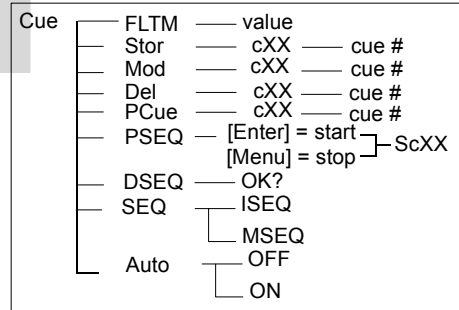 Cue FLTM value
Stor cXX cue #
Mod cXX cue #
Del cXX cue #
PCue cXX cue #
PSEQ [Enter] = start
ScXX
[Menu] = stop
DSEQ OK?
SEQ ISEQ
MSEQ
Auto OFF
ON